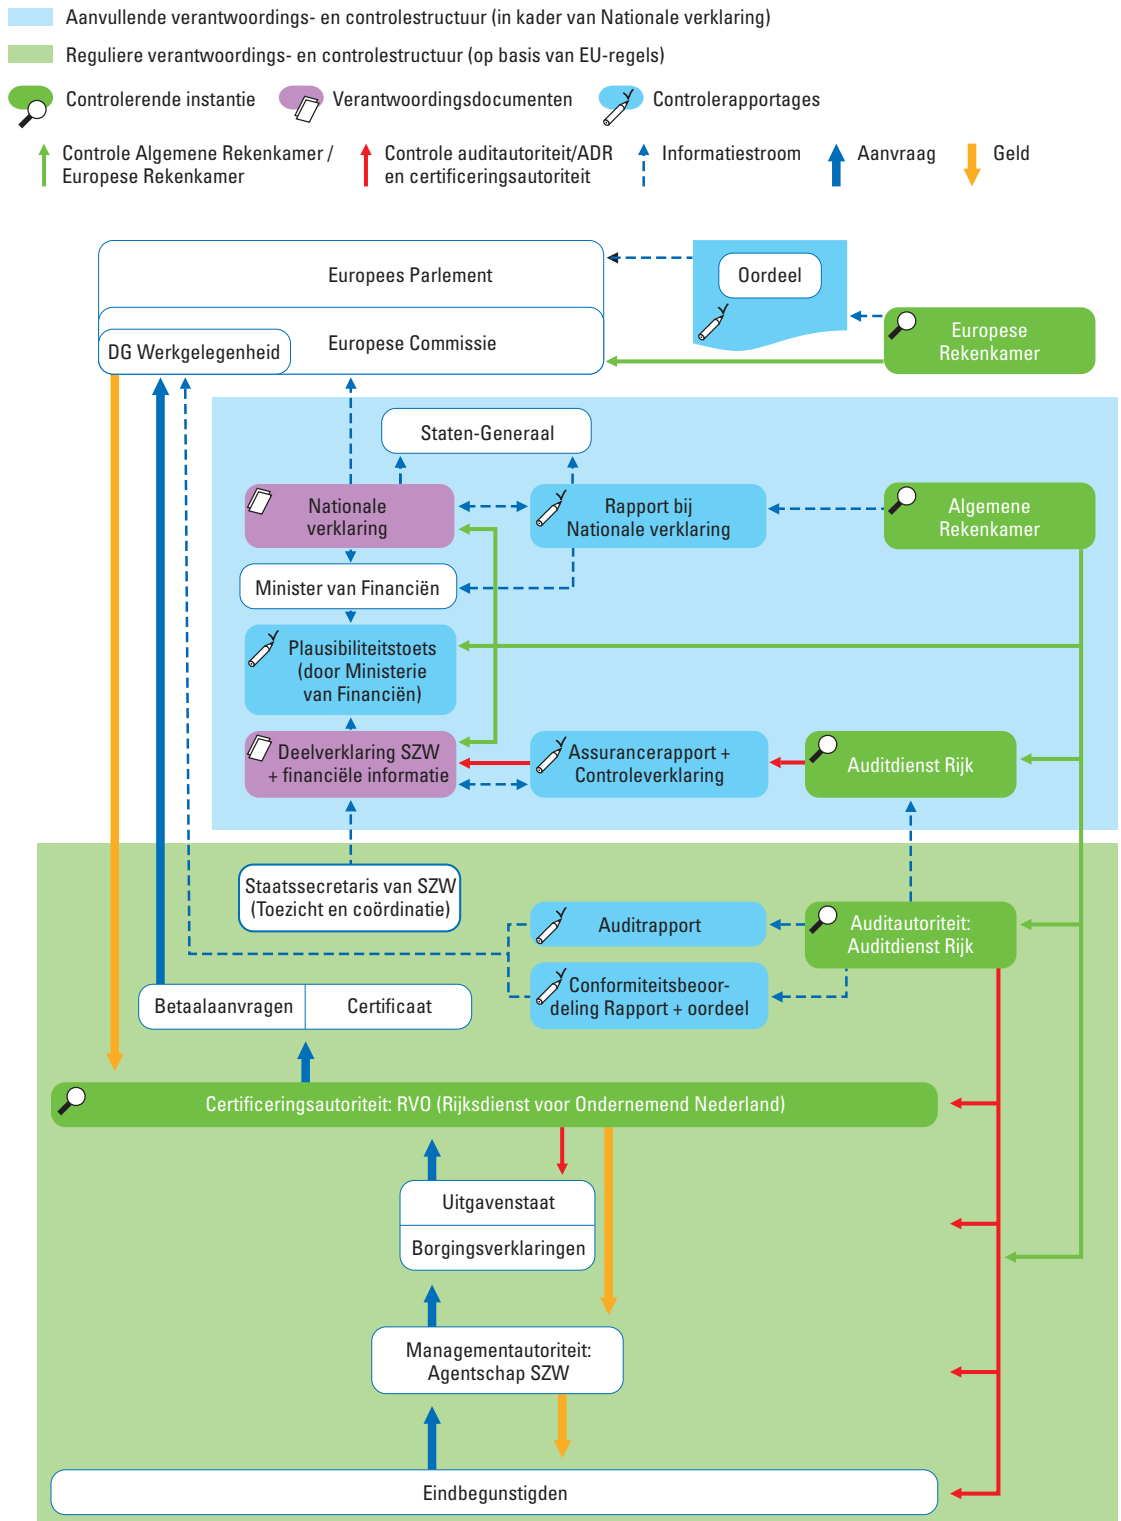 Aanvullende verantwoordings- en controlestructuur (in kader van Nationale verklaring)
Reguliere verantwoordings- en controlestructuur (op basis van EU-regels)
Controlerende instantie
Verantwoordingsdocumenten
Controlerapportages
Controle Algemene Rekenkamer /
Europese Rekenkamer
Controle auditautoriteit/ADR
en certificeringsautoriteit
Informatiestroom
Aanvraag
Geld
Europees Parlement
Oordeel
Europese Commissie
DG Werkgelegenheid
Europese
Rekenkamer
Staten-Generaal
Nationale
verklaring
Rapport bij
Nationale verklaring
Algemene
Rekenkamer
Minister van Financiën
Plausibiliteitstoets
(door Ministerie
van Financiën)
Deelverklaring SZW
+ financiële informatie
Assurancerapport +
Controleverklaring
Auditdienst Rijk
Staatssecretaris van SZW
(Toezicht en coördinatie)
Auditrapport
Auditautoriteit:
Auditdienst Rijk
Conformiteitsbeoor-
deling Rapport + oordeel
Betaalaanvragen
Certificaat
Certificeringsautoriteit: RVO (Rijksdienst voor Ondernemend Nederland)
Uitgavenstaat
Borgingsverklaringen
Managementautoriteit:
Agentschap SZW
Eindbegunstigden